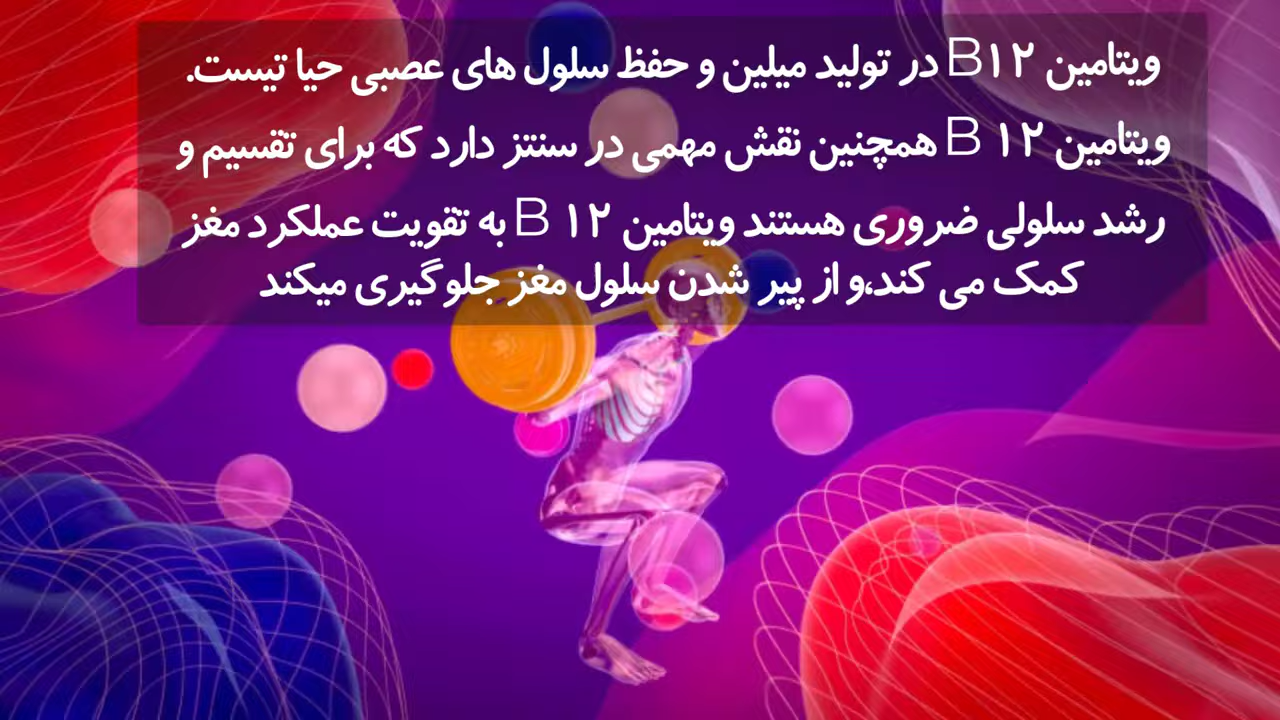 ویتامین B۱۲ در تولید میلین و حفظ سلول های عصبی حیا تیست.
ویتامین B ۱۲ همچنین نقش مهمی در سنتز دارد که برای تقسیم و
رشد سلولی ضروری هستند ویتامین B ۱۲ به تقویت عملکرد مغز
کمک می کند،و از پیر شدن سلول مغز جلوگیری میکند